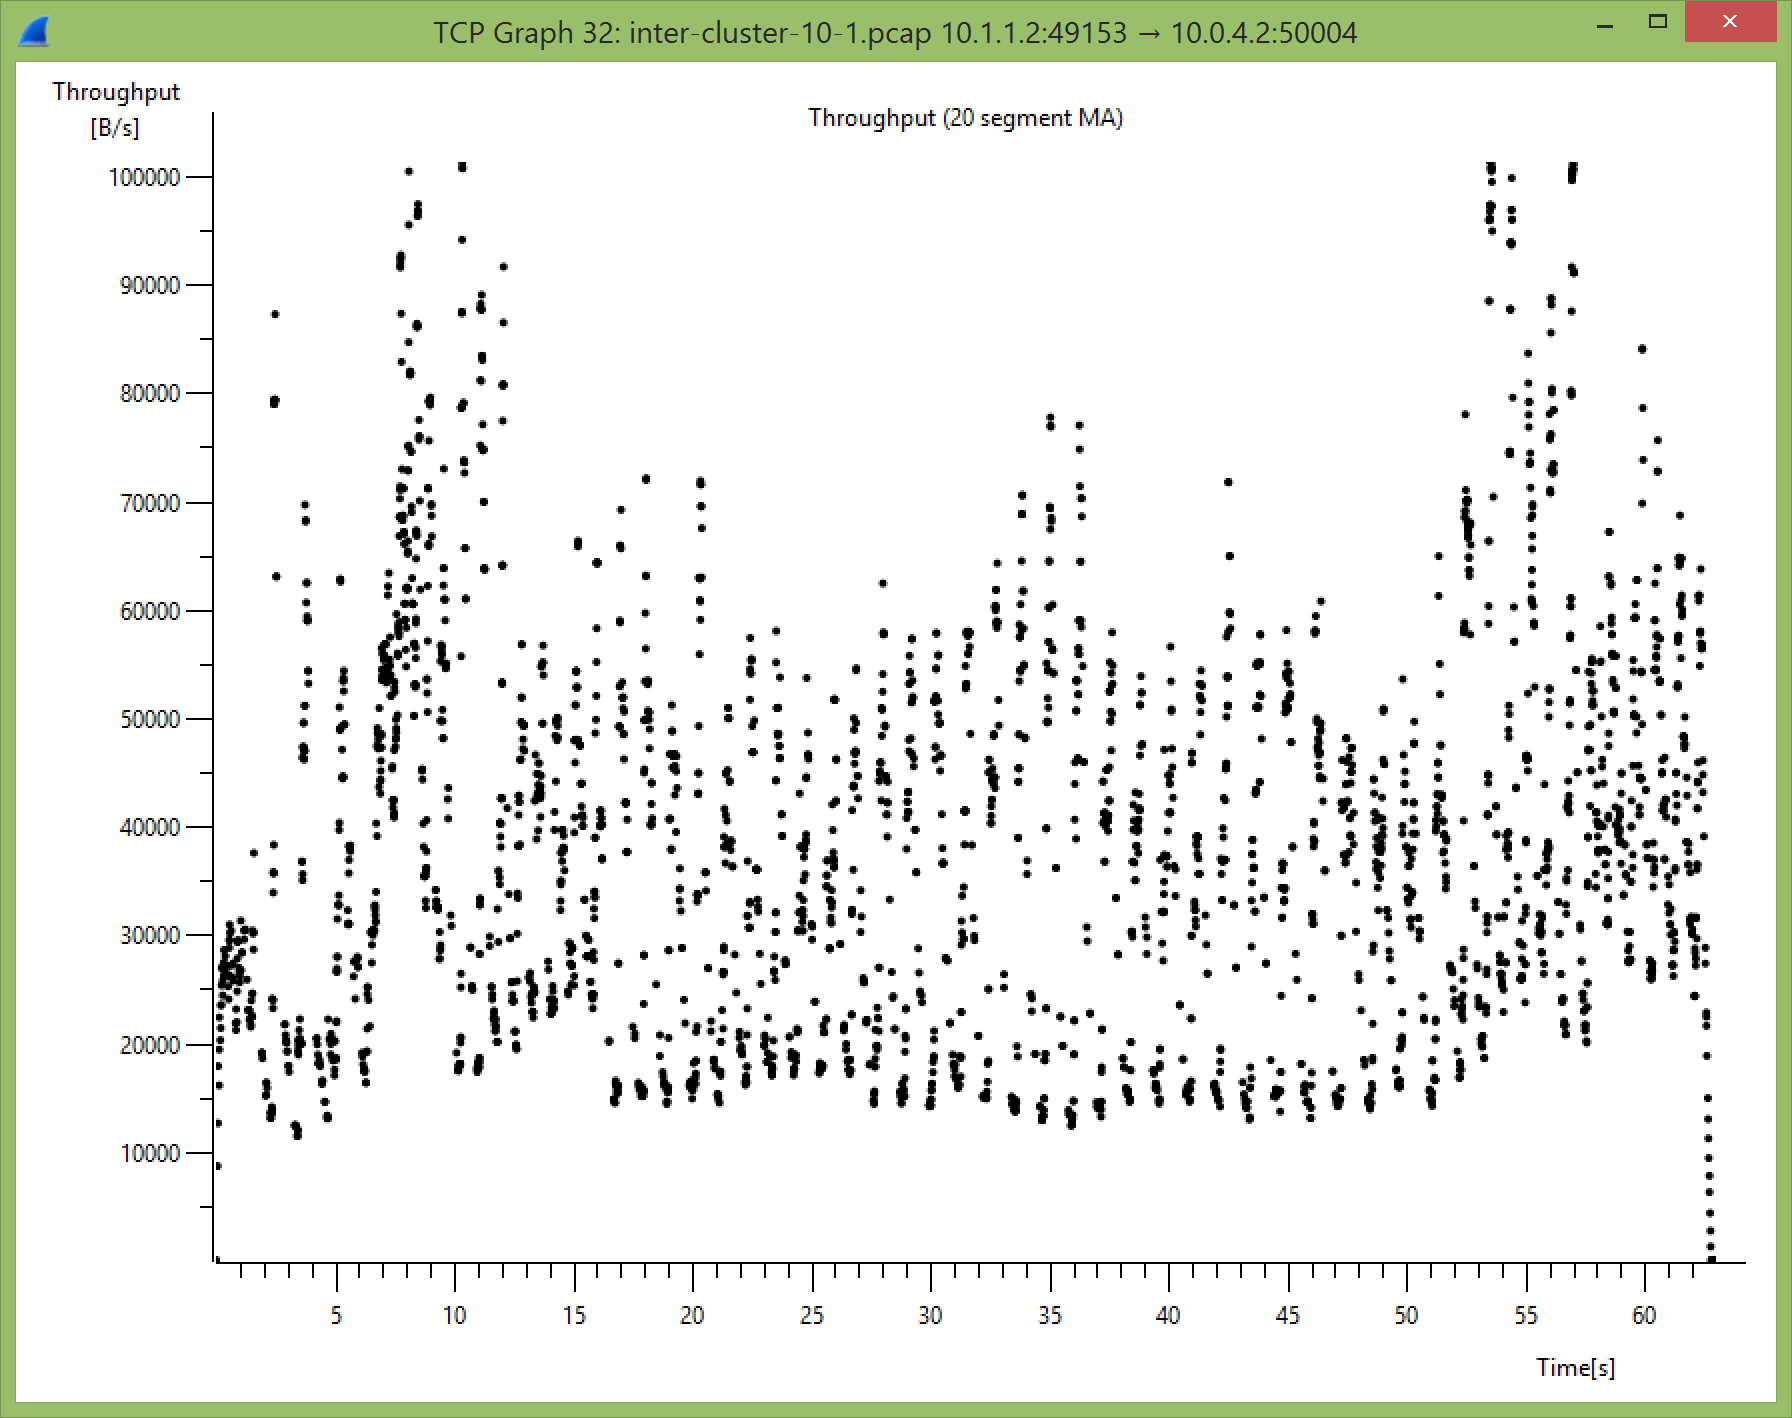 TCP Graph 32: inter-cluster-10-1.pcap 10.1.1.2:49153 → 10.0.4.2:50004
Throughput
[B/s]
Throughput (20 segment MA)
100000
90000
80000
70000
60000
50000
40000
30000
20000
10000
5 10 15 20 25 30 35 40 45 50 55 60
Time[s]